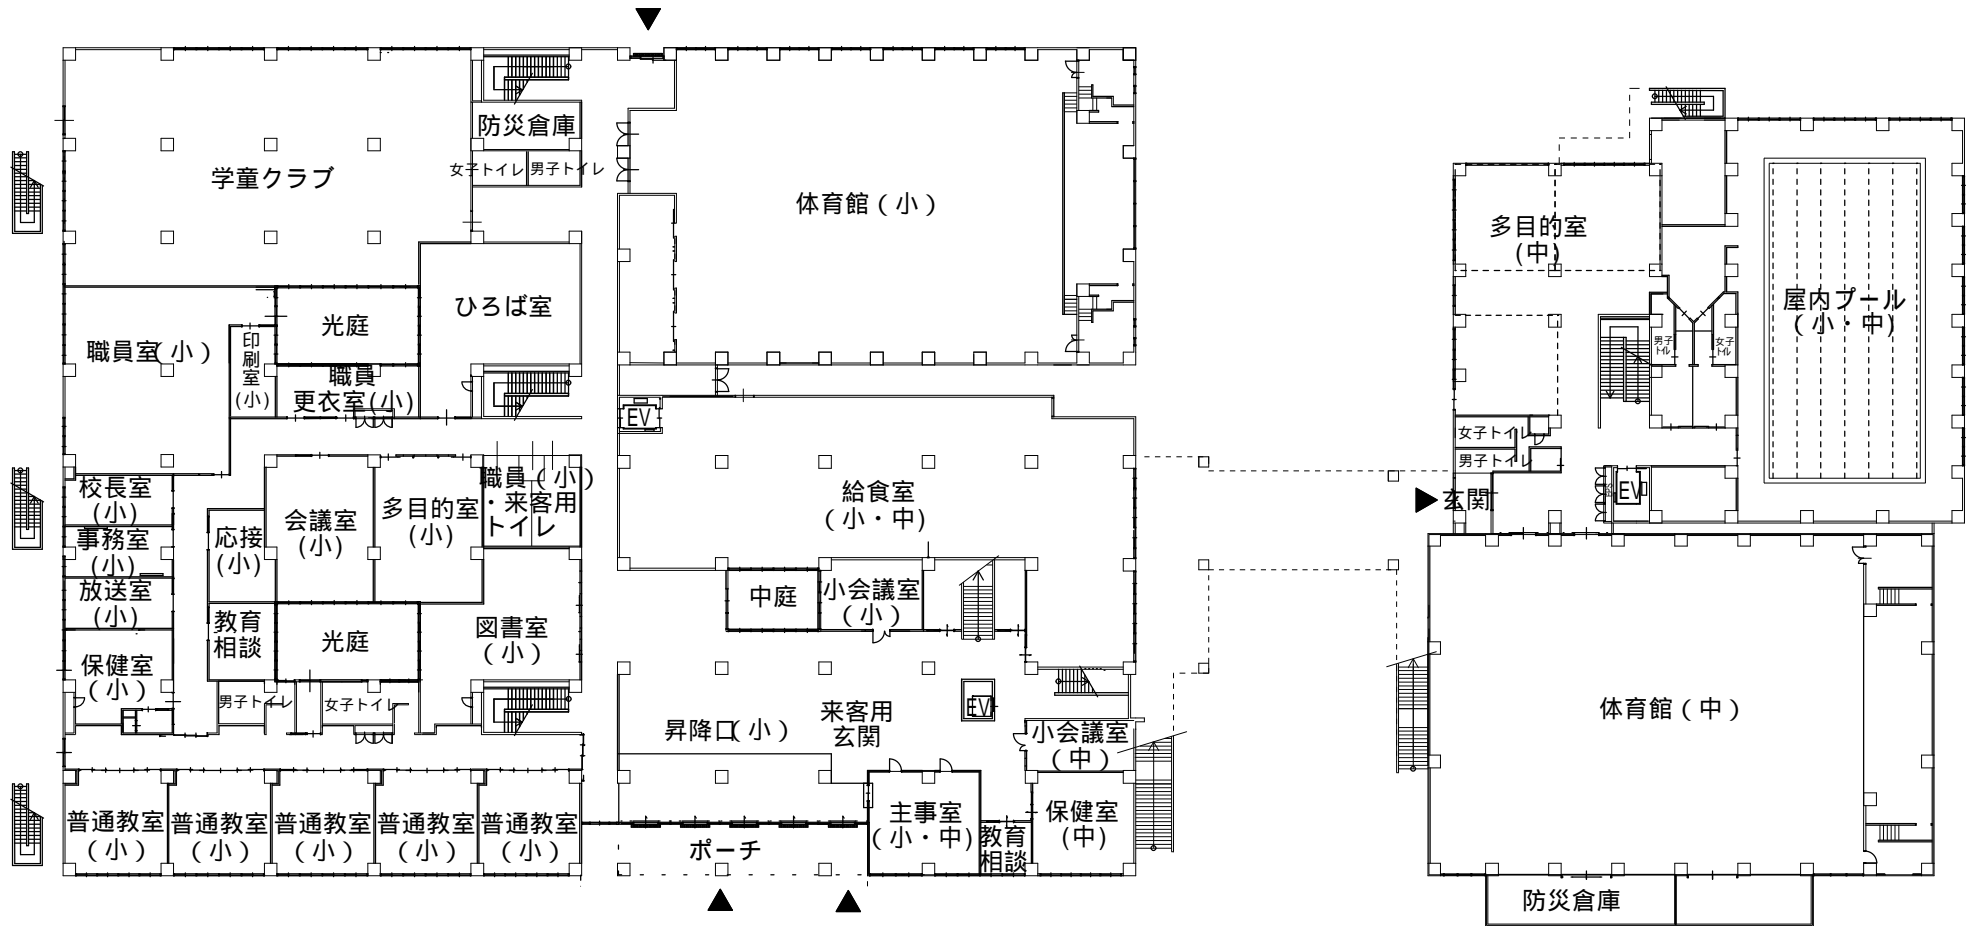 防災倉庫
女子トイレ
男子トイレ
学童クラブ
体育館(小)
ひろば室
光庭
職員室(小)
印
刷
室
(小)
職員
更衣室(小)
EV
職員(小)
・来客用
トイレ
校長室
(小)
事務室
(小)
放送室
(小)
保健室
(小)
応接
(小)
会議室
(小)
多目的室
(小)
教育
相談
光庭
図書室
(小)
男子トイレ
女子トイレ
普通教室
(小)
普通教室
(小)
普通教室
(小)
普通教室
(小)
普通教室
(小)
給食室
(小・中)
中庭
小会議室
(小)
昇降口(小)
来客用
玄関
EV
小会議室
(中)
主事室
(小・中)
教育
相談
保健室
(中)
ポーチ
多目的室
(中)
屋内プール
(小・中)
男子
トイレ
女子
トイレ
女子トイレ
男子トイレ
玄関
EV
体育館(中)
防災倉庫